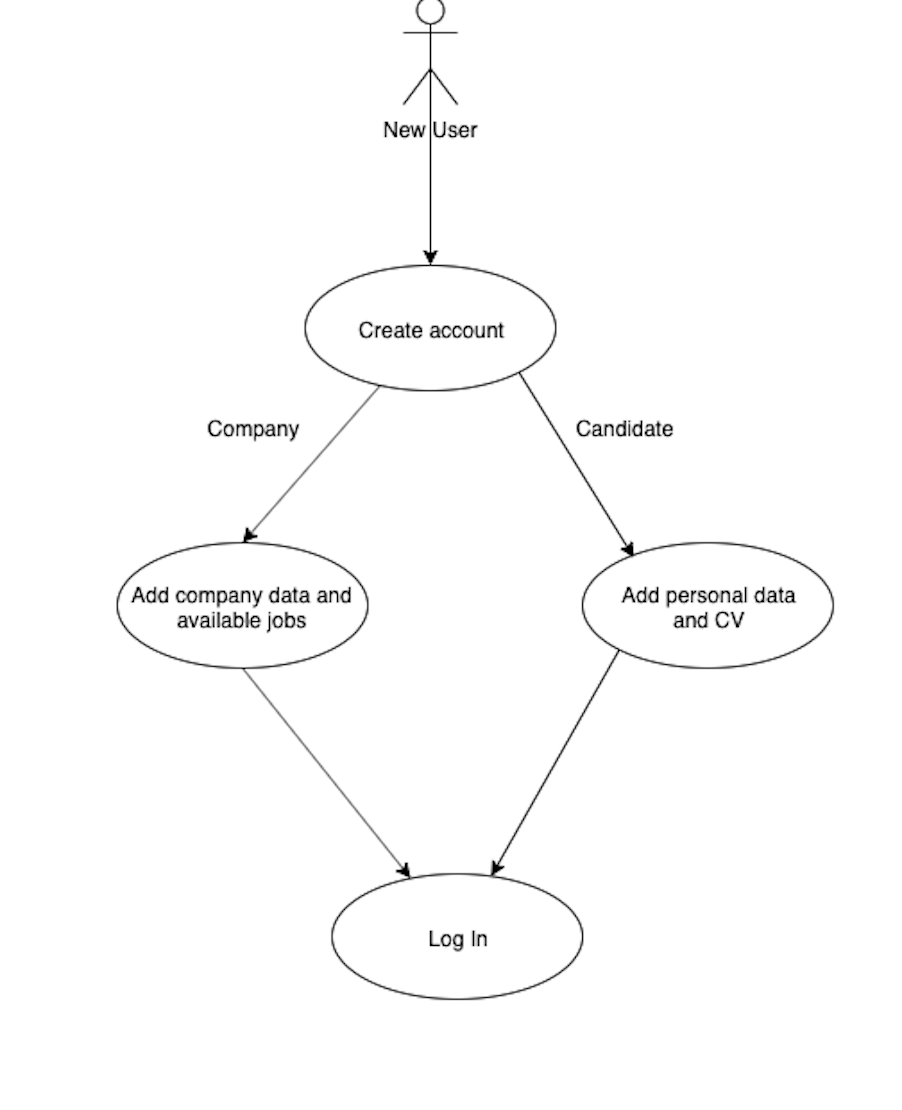 New User
Create account
Company
Candidate
Add company data and
available jobs
Add personal data
and CV
Log In